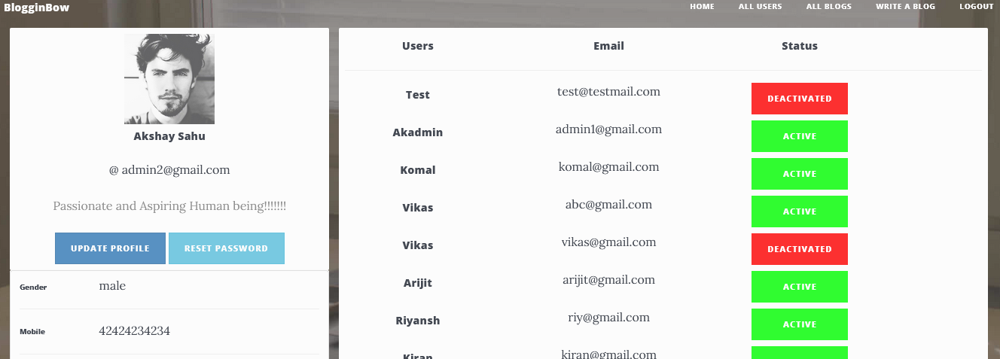 BlogginBow
HOME ALL USERS ALL BLOGS WRITE A BLOG LOGOUT
Akshay Sahu
@ admin2@gmail.com
Passionate and Aspiring Human being!!!!!!!
UPDATE PROFILE RESET PASSWORD
Gender male
Mobile 42424234234
Users Email Status
Test test@testmail.com DEACTIVATED
Akadmin admin1@gmail.com ACTIVE
Komal komal@gmail.com ACTIVE
Vikas abc@gmail.com ACTIVE
Vikas vikas@gmail.com DEACTIVATED
Arijit arijit@gmail.com ACTIVE
Riyansh riy@gmail.com ACTIVE
Kiran kiran@gmail.com